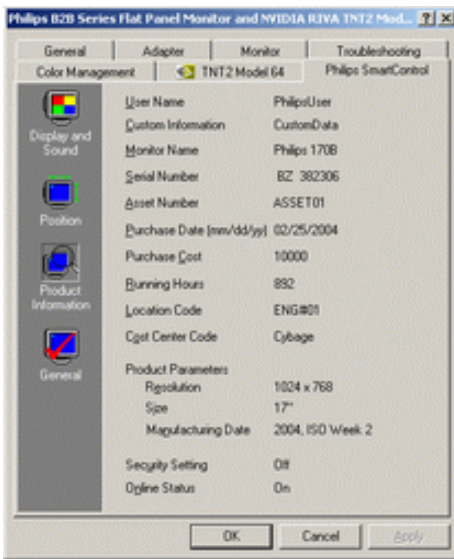 Philips B2B Series Flat Panel Monitor and NVIDIA RIVA TNT2 Mod... ? X
General Adapter Monitor Troubleshooting
Color Management TNT2 Model 64 Philips SmartControl
Display and Sound
Position
Product Information
General
User Name PhilipsUser
Custom Information CustomData
Monitor Name Philips 170B
Serial Number BZ 382306
Asset Number ASSET01
Purchase Date (mm/dd/yy) 02/25/2004
Purchase Cost 10000
Running Hours 892
Location Code ENG#01
Cost Center Code Cybage
Product Parameters
Resolution 1024 x 768
Size 17"
Manufacturing Date 2004, ISO Week 2
Security Setting Off
Online Status On
OK Cancel Apply